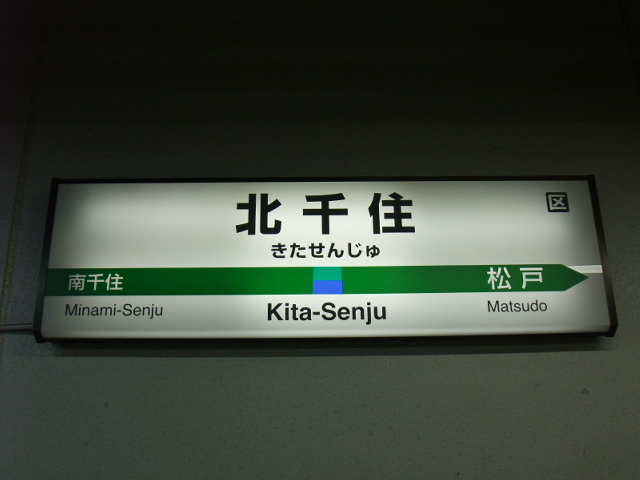 北千住
区
きたせんじゅ
南千住
松戸
Minami-Senju
Kita-Senju
Matsudo